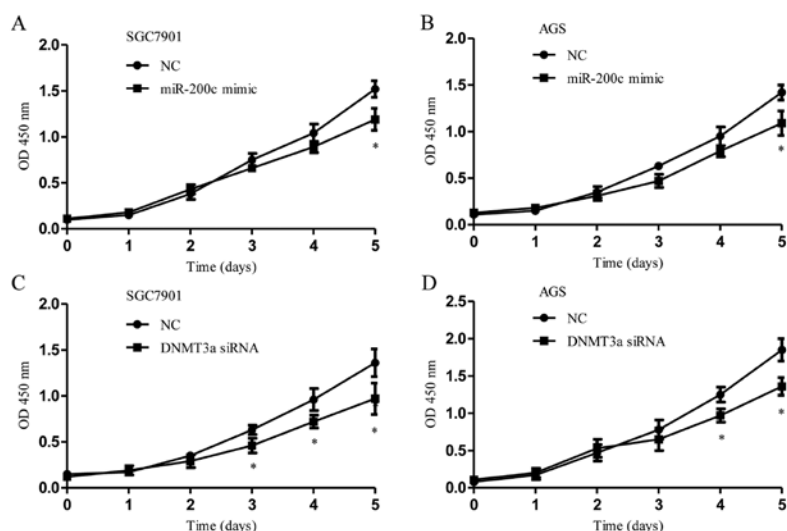 A
SGC7901
NC
miR-200c mimic
OD 450 nm
2.0
1.5
1.0
0.5
0.0
*
0 1 2 3 4 5
Time (days)
B
AGS
NC
miR-200c mimic
OD 450 nm
2.0
1.5
1.0
0.5
0.0
*
0 1 2 3 4 5
Time (days)
C
SGC7901
NC
DNMT3a siRNA
OD 450 nm
2.0
1.5
1.0
0.5
0.0
* * *
0 1 2 3 4 5
Time (days)
D
AGS
NC
DNMT3a siRNA
OD 450 nm
2.5
2.0
1.5
1.0
0.5
0.0
* *
0 1 2 3 4 5
Time (days)